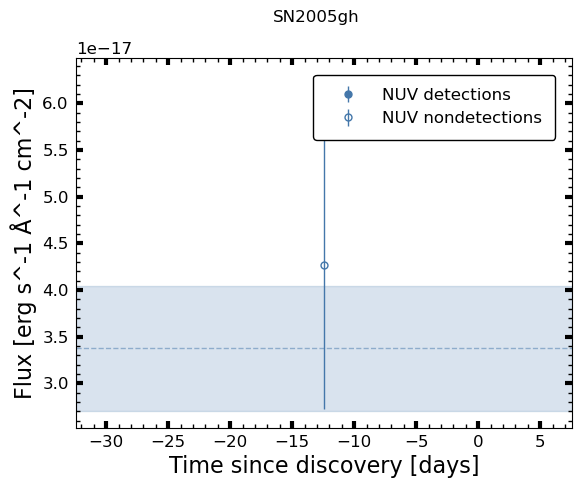 SN2005gh
1e−17
NUV detections
NUV nondetections
6.0
5.5
5.0
4.5
4.0
3.5
3.0
Flux [erg s^-1 Å^-1 cm^-2]
−30
−25
−20
−15
−10
−5
0
5
Time since discovery [days]